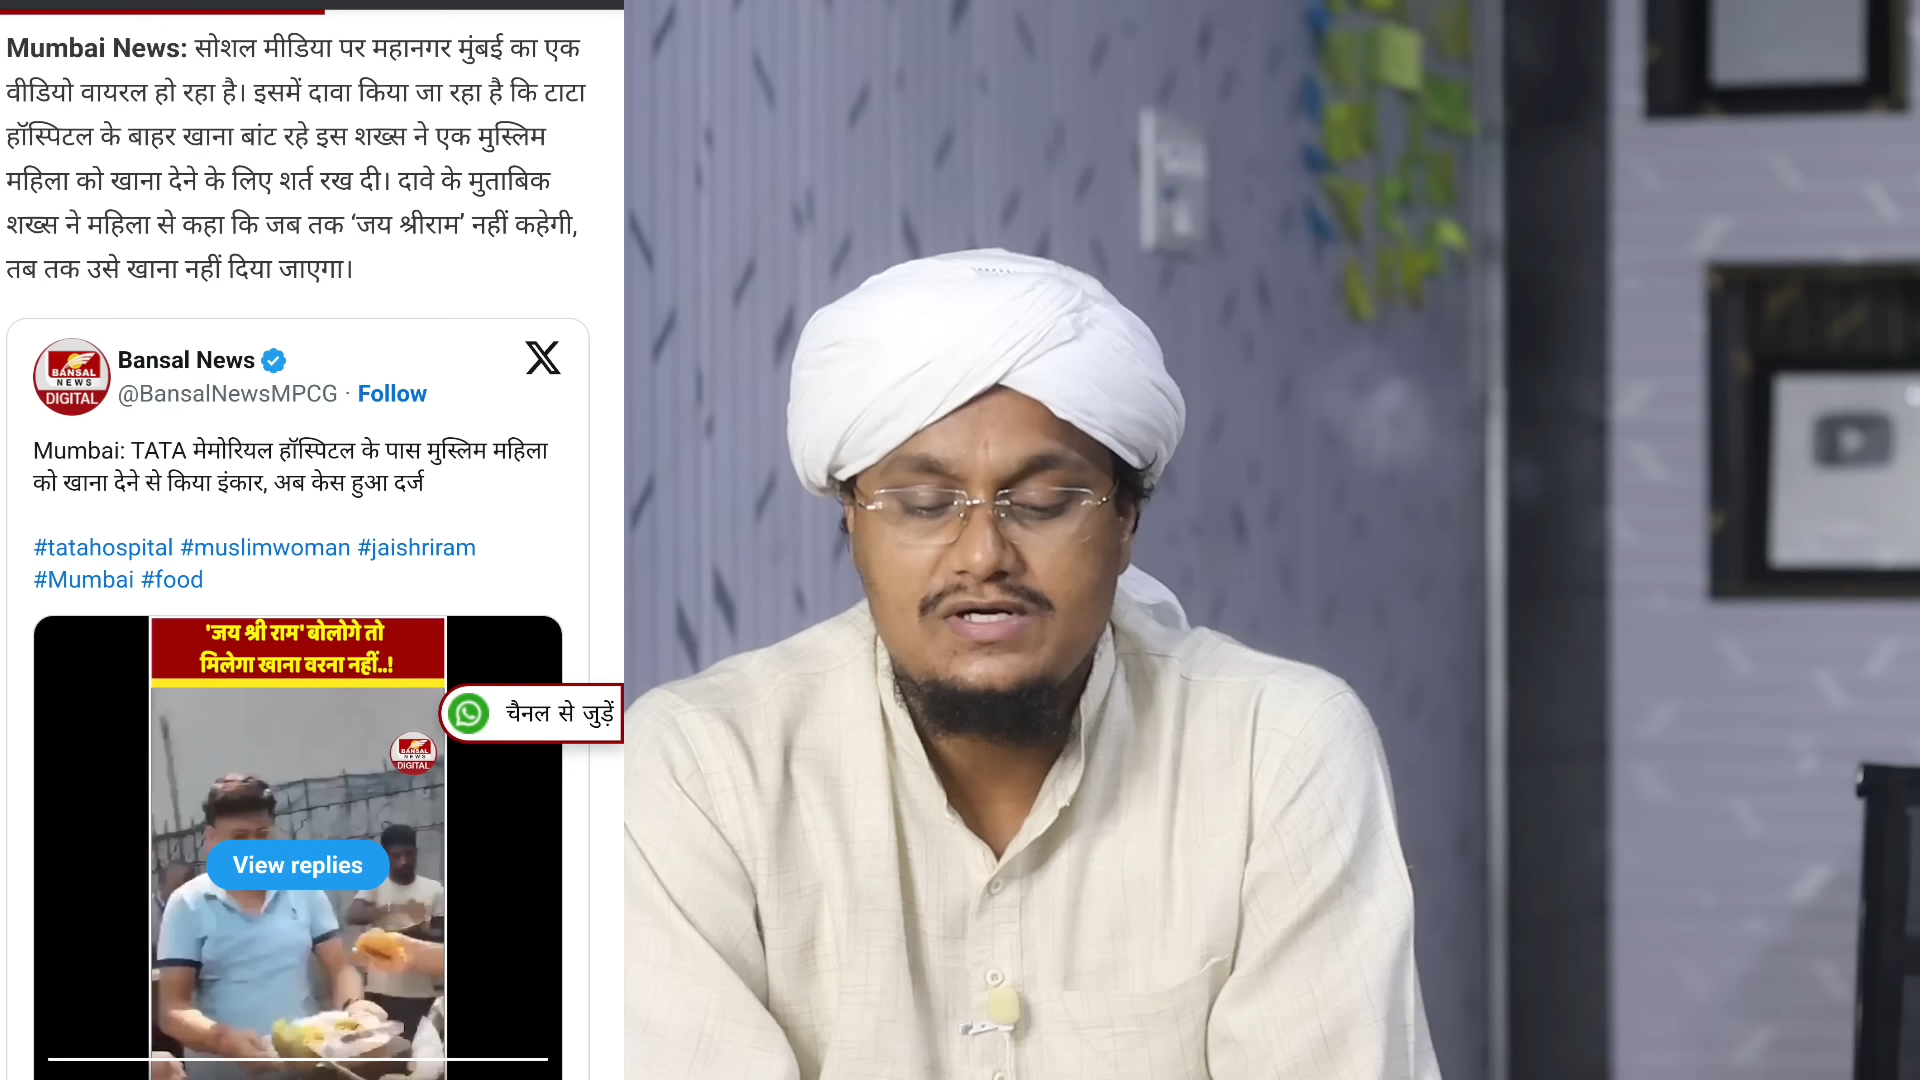 Mumbai News: सोशल मीडिया पर महानगर मुंबई का एक
वीडियो वायरल हो रहा है। इसमें दावा किया जा रहा है कि टाटा
हॉस्पिटल के बाहर खाना बांट रहे इस शख्स ने एक मुस्लिम
महिला को खाना देने के लिए शर्त रख दी। दावे के मुताबिक
शख्स ने महिला से कहा कि जब तक ‘जय श्रीराम’ नहीं कहेगी,
तब तक उसे खाना नहीं दिया जाएगा।
BANSAL
NEWS
DIGITAL
Bansal News
@BansalNewsMPCG · Follow
Mumbai: TATA मेमोरियल हॉस्पिटल के पास मुस्लिम महिला
को खाना देने से किया इंकार, अब केस हुआ दर्ज
#tatahospital #muslimwoman #jaishriram
#Mumbai #food
'जय श्री राम' बोलोगे तो
मिलेगा खाना वरना नहीं..!
चैनल से जुड़ें
BANSAL
NEWS
DIGITAL
View replies